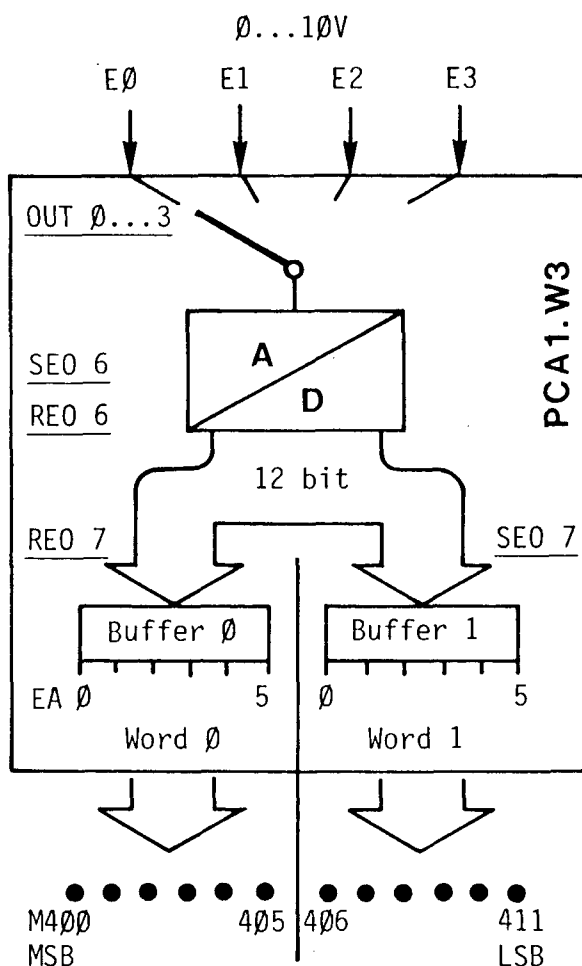 Ø...1ØV
EØ E1 E2 E3
OUT Ø...3
PCA1.W3
A
D
SEO 6
REO 6
12 bit
REO 7 SEO 7
Buffer Ø Buffer 1
EA Ø 5 Ø 5
Word Ø Word 1
M4ØØ 4Ø5 4Ø6 411
MSB LSB